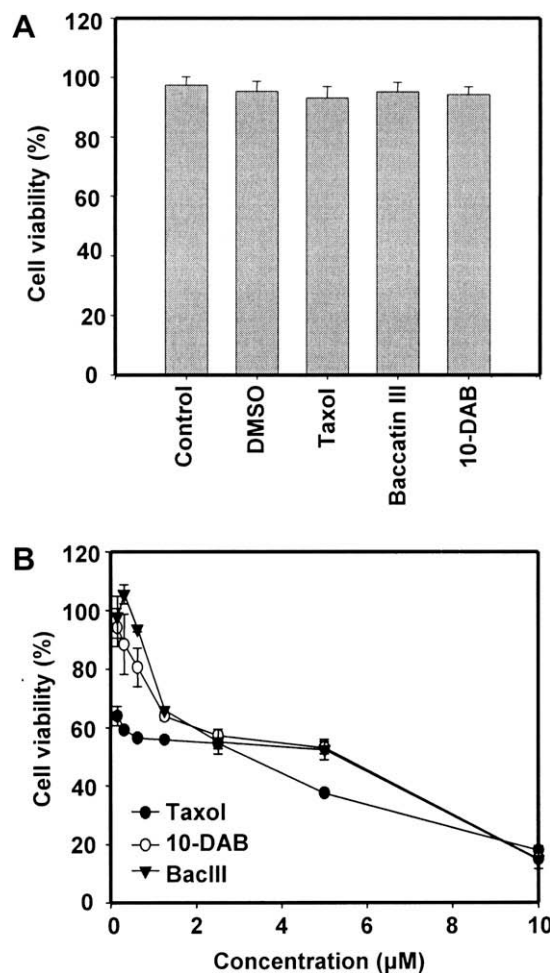 A
120
100
80
60
40
20
0
Cell viability (%)
Control
DMSO
Taxol
Baccatin III
10-DAB
B
120
100
80
60
40
20
0
Cell viability (%)
Taxol
10-DAB
BacIII
0 2 4 6 8 10
Concentration (µM)